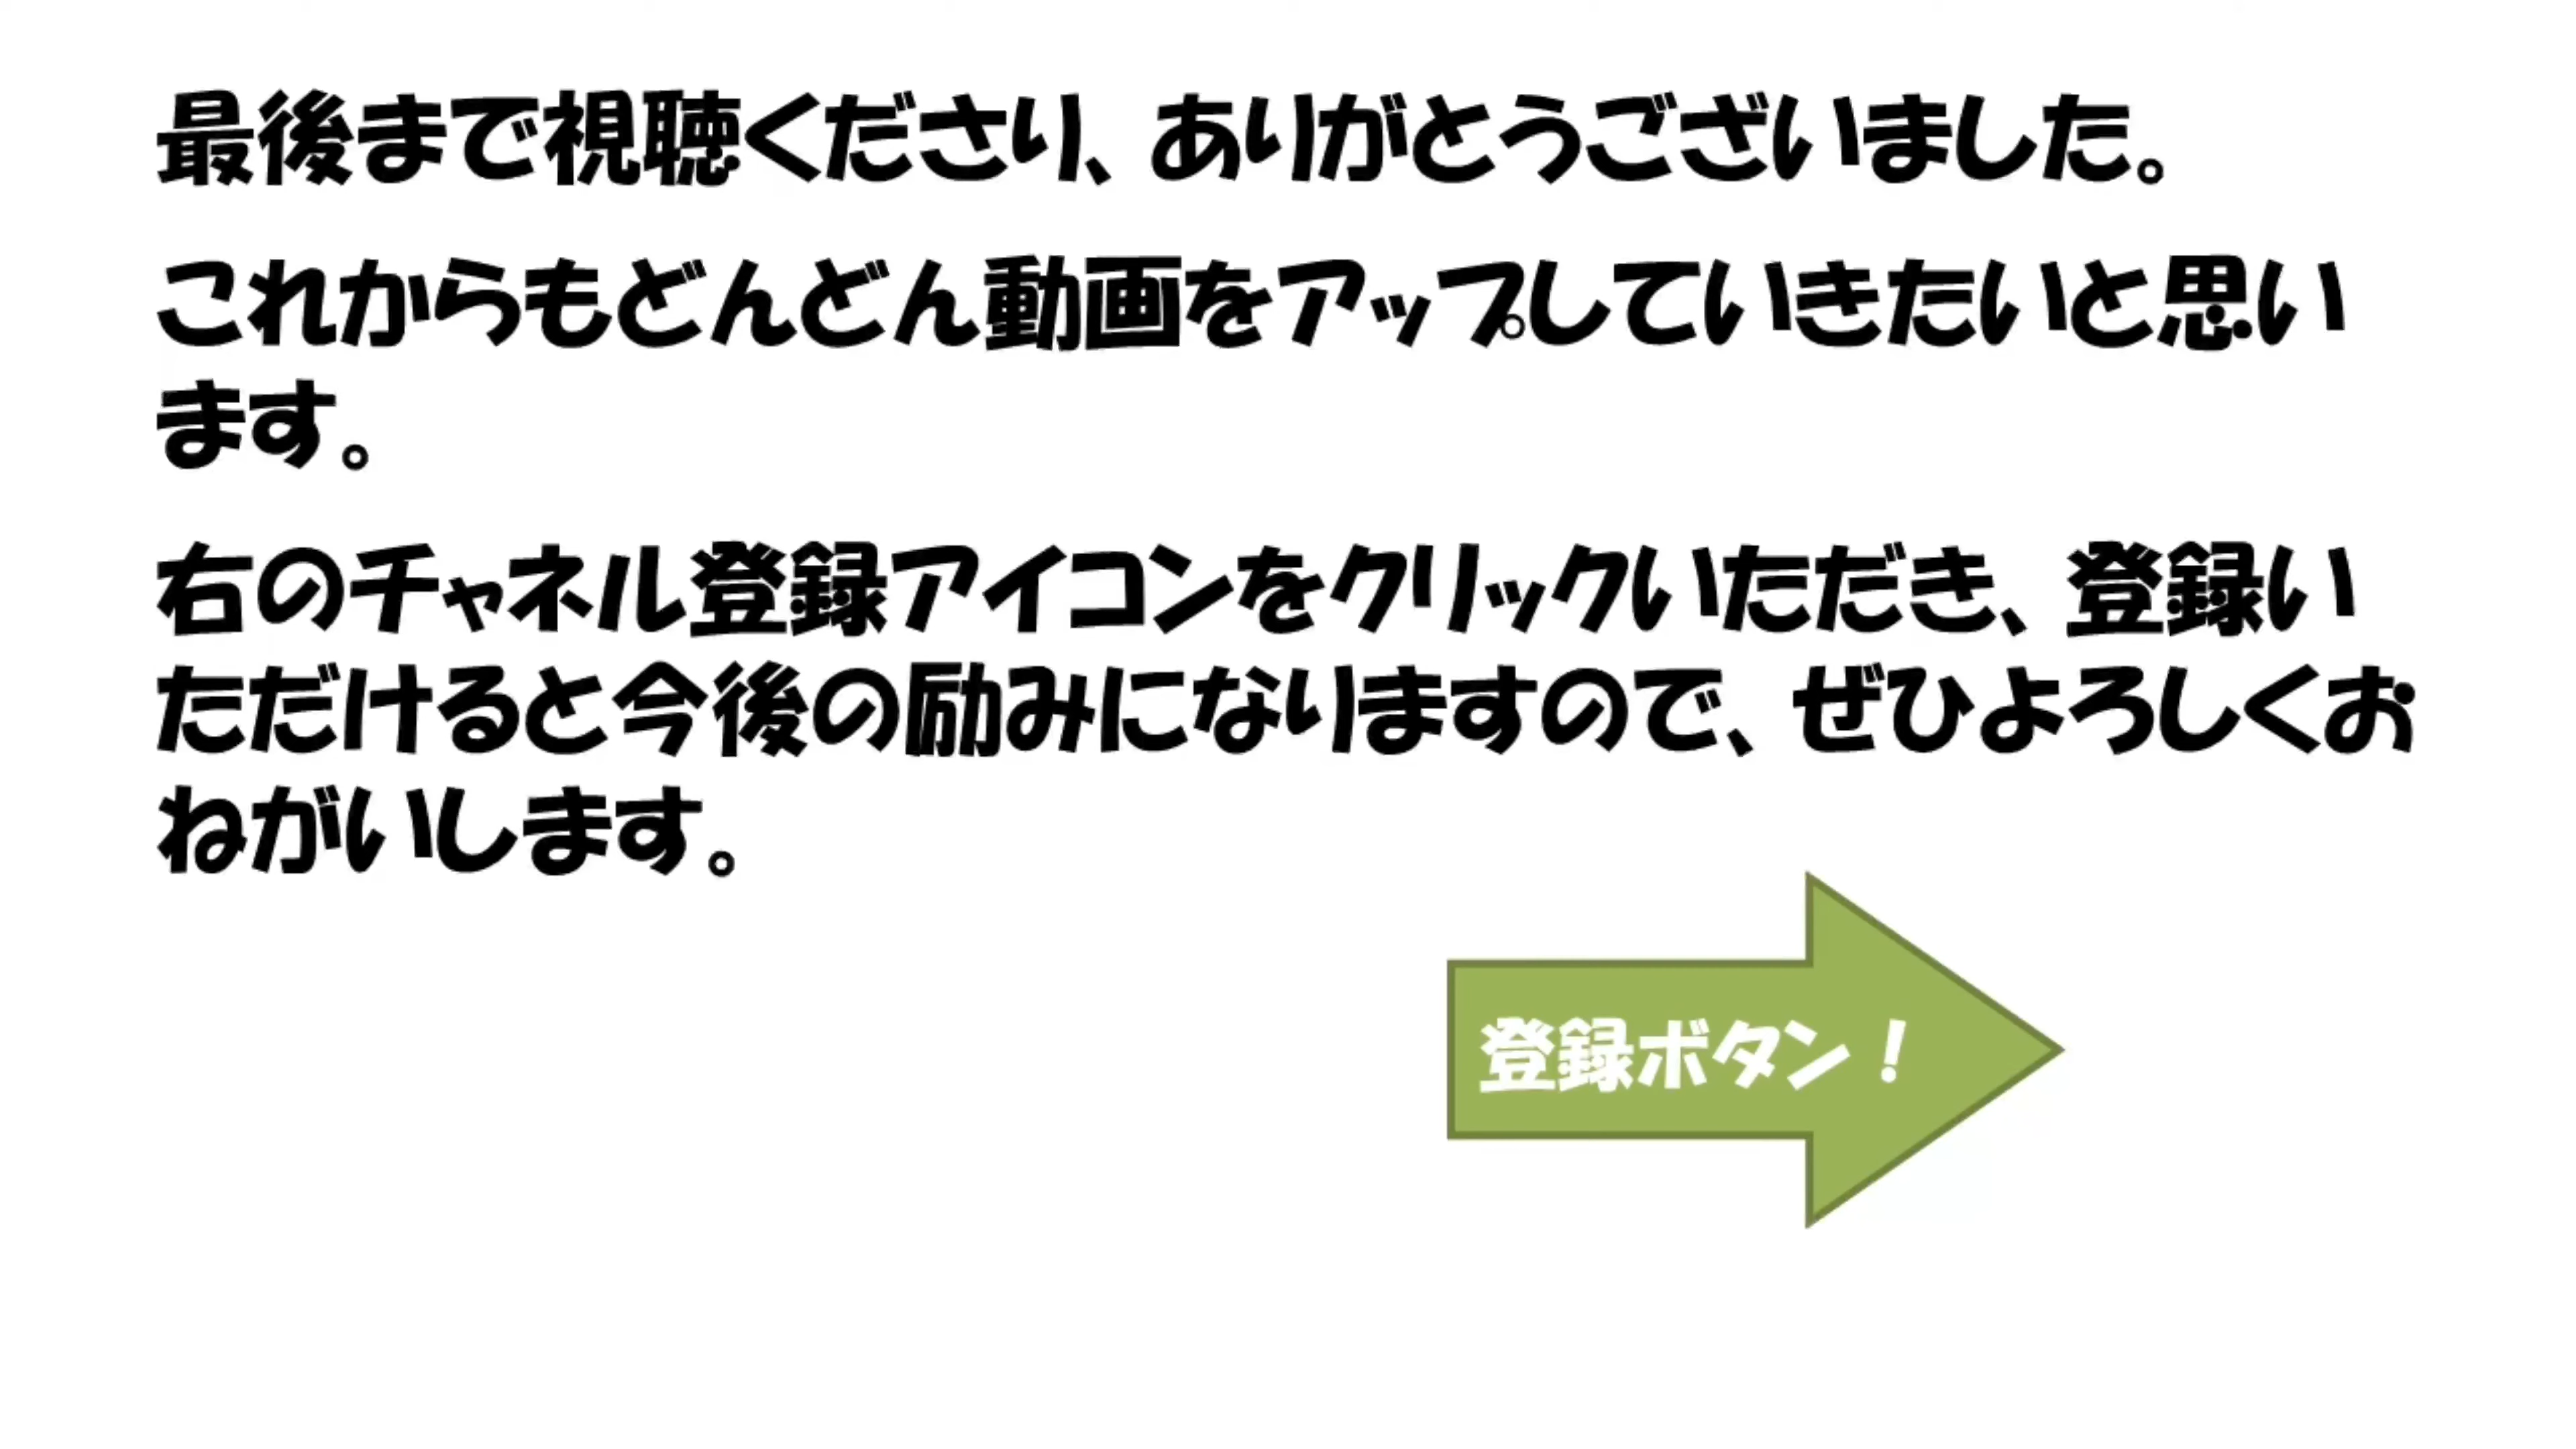 最後まで視聴くださり、ありがとうございました。
これからもどんどん動画をアップしていきたいと思い
ます。
右のチャネル登録アイコンをクリックいただき、登録い
ただけると今後の励みになりますので、ぜひよろしくお
ねがいします。
登録ボタン！